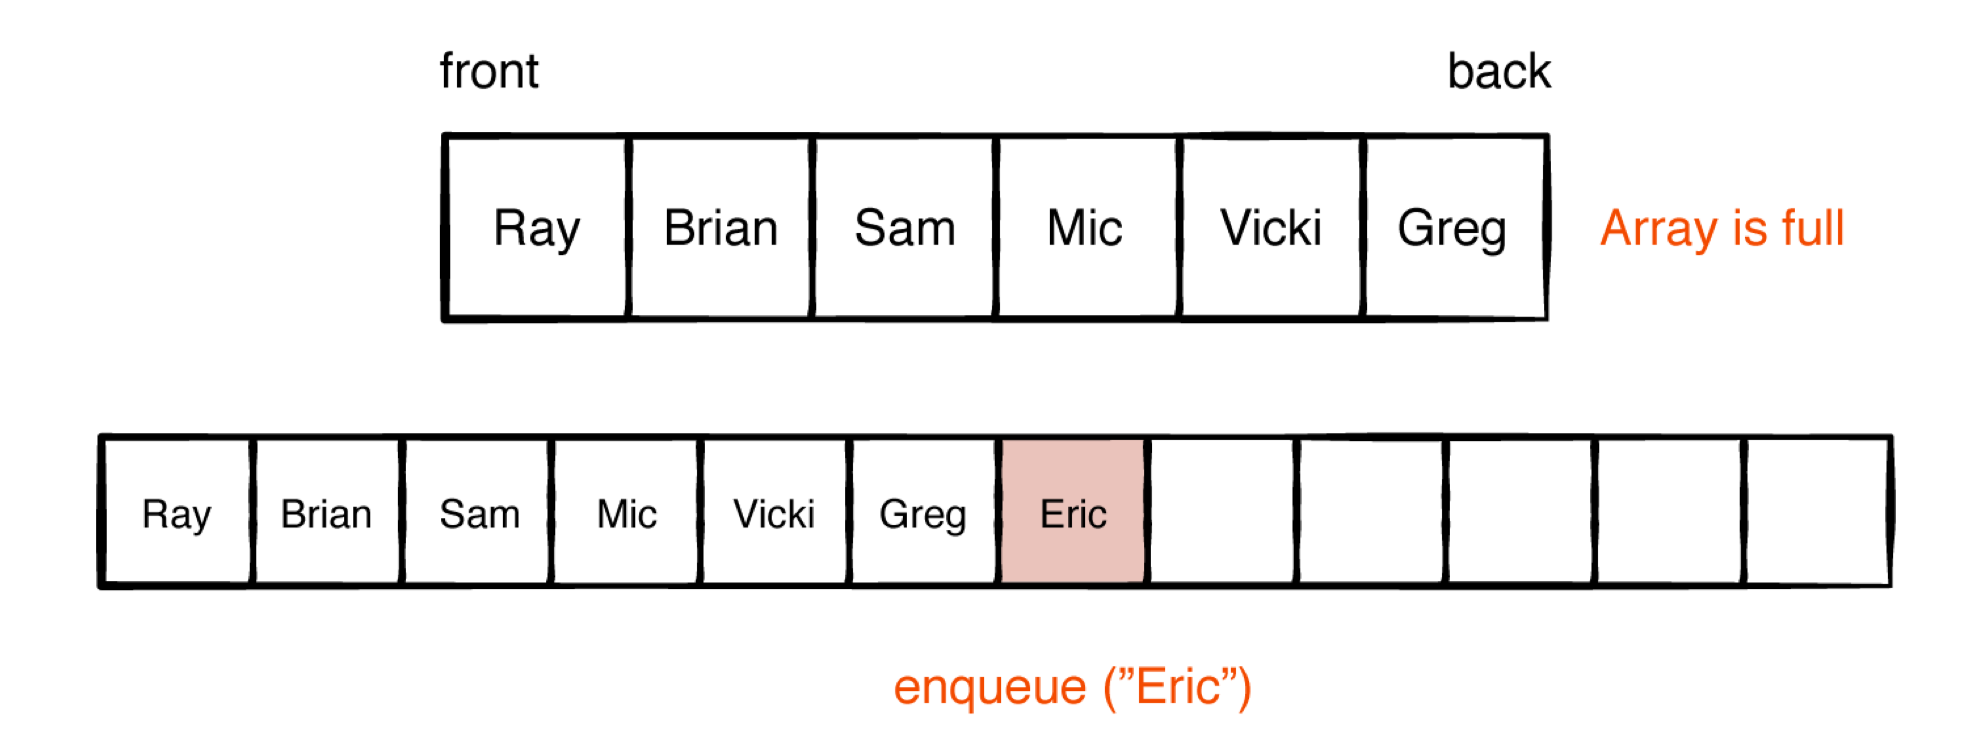 front back
Ray Brian Sam Mic Vicki Greg Array is full
Ray Brian Sam Mic Vicki Greg Eric
enqueue (”Eric”)